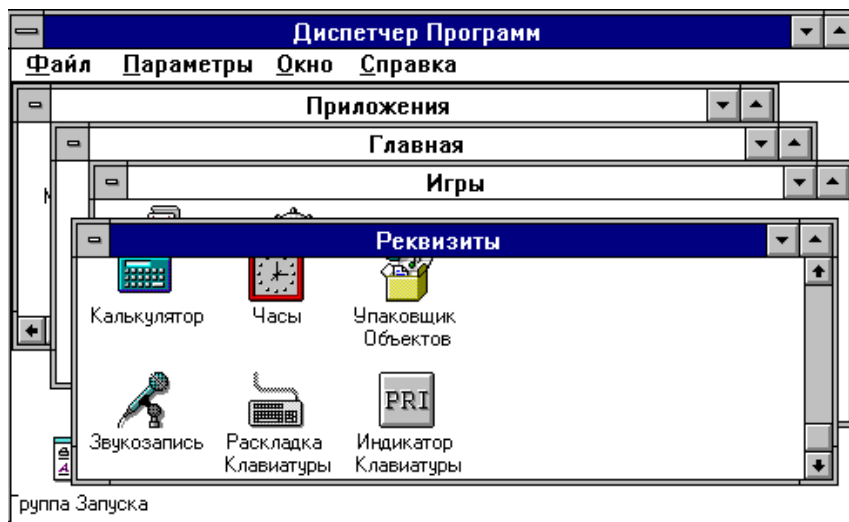 Диспетчер Программ
Файл Параметры Окно Справка
Приложения
Главная
Игры
Реквизиты
Калькулятор Часы Упаковщик
Объектов
PRI
Звукозапись Раскладка Индикатор
Клавиатуры Клавиатуры
Группа Запуска